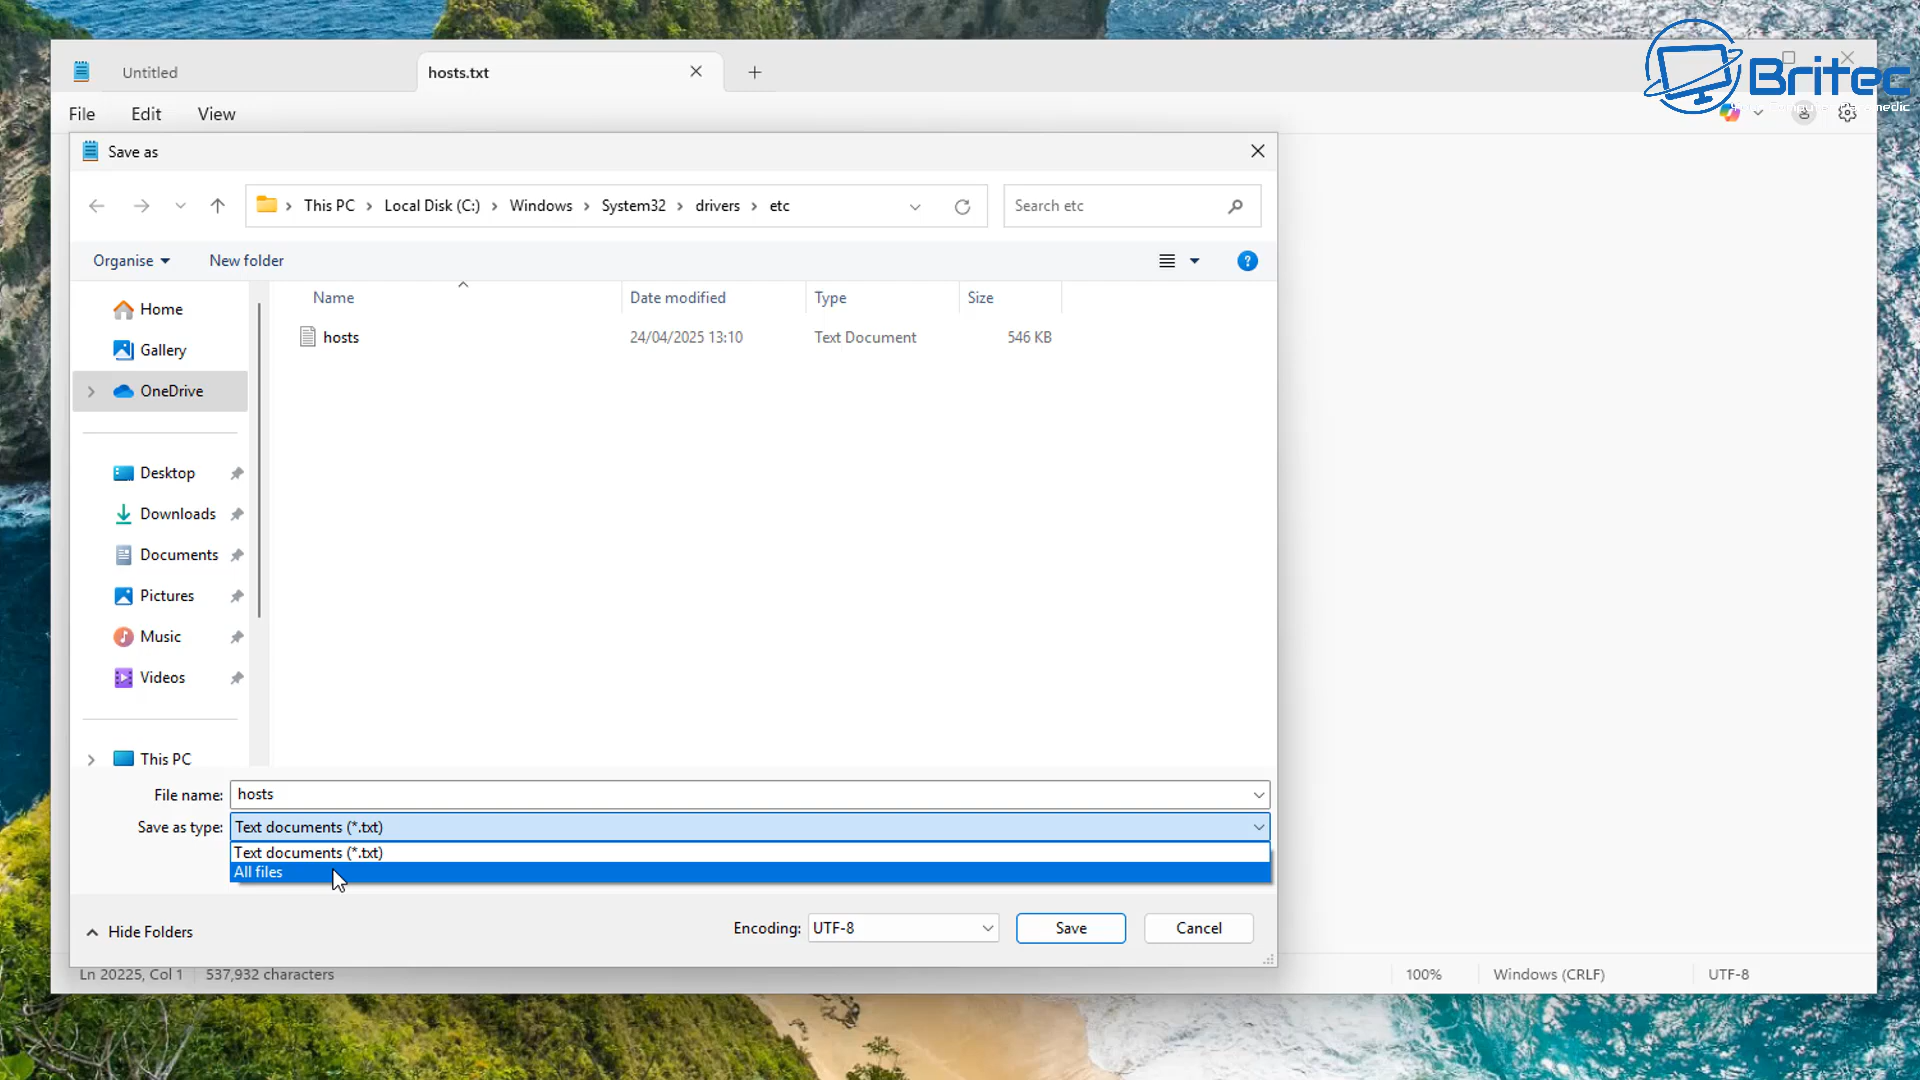 Untitled
hosts.txt
Britec
File Edit View
Save as
This PC > Local Disk (C:) > Windows > System32 > drivers > etc
Search etc
Organise New folder
Name Date modified Type Size
hosts 24/04/2025 13:10 Text Document 546 KB
Home
Gallery
OneDrive
Desktop
Downloads
Documents
Pictures
Music
Videos
This PC
File name: hosts
Save as type: Text documents (*.txt)
Text documents (*.txt)
All files
Hide Folders
Encoding: UTF-8 Save Cancel
Ln 20225, Col 1 537,932 characters 100% Windows (CRLF) UTF-8